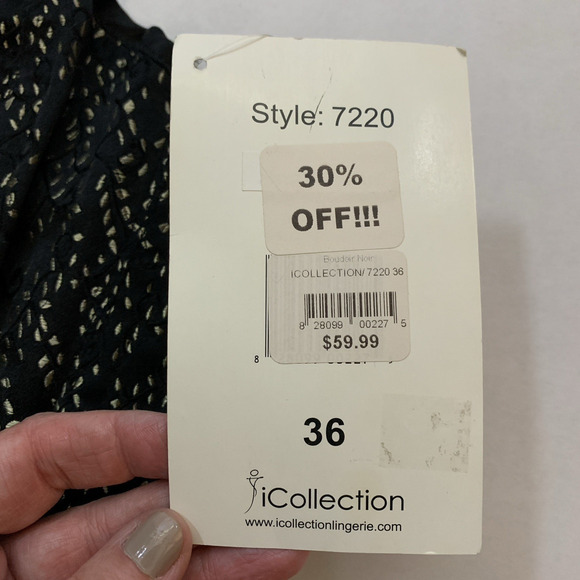 Style: 7220
30%
OFF!!!
Boudoir Noir
ICOLLECTION/ 7220 36
8 28099 00227 5
$59.99
8
36
iCollection
www.icollectionlingerie.com